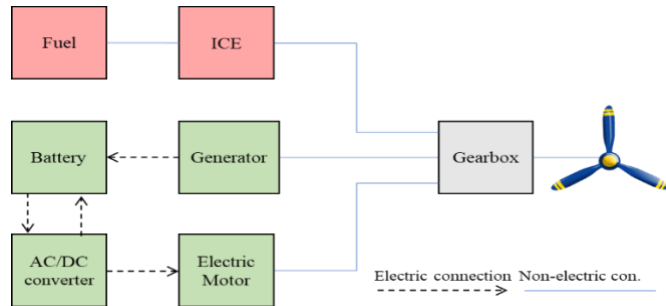 Fuel
ICE
Battery
Generator
Gearbox
AC/DC
converter
Electric
Motor
Electric connection
Non-electric con.